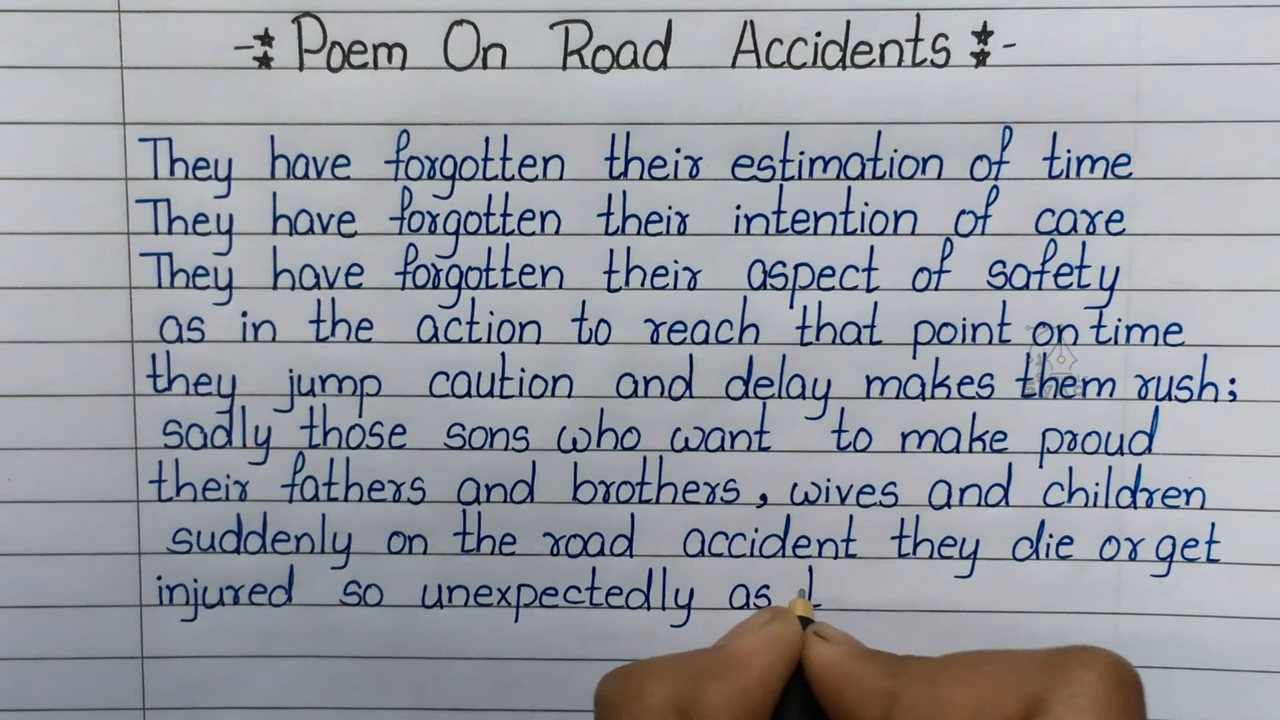 Poem On Road Accidents
They have forgotten their estimation of time
They have forgotten their intention of care
They have forgotten their aspect of safety
as in the action to reach that point on time
they jump caution and delay makes them rush;
sadly those sons who want to make proud
their fathers and brothers, wives and children
suddenly on the road accident they die or get
injured so unexpectedly as